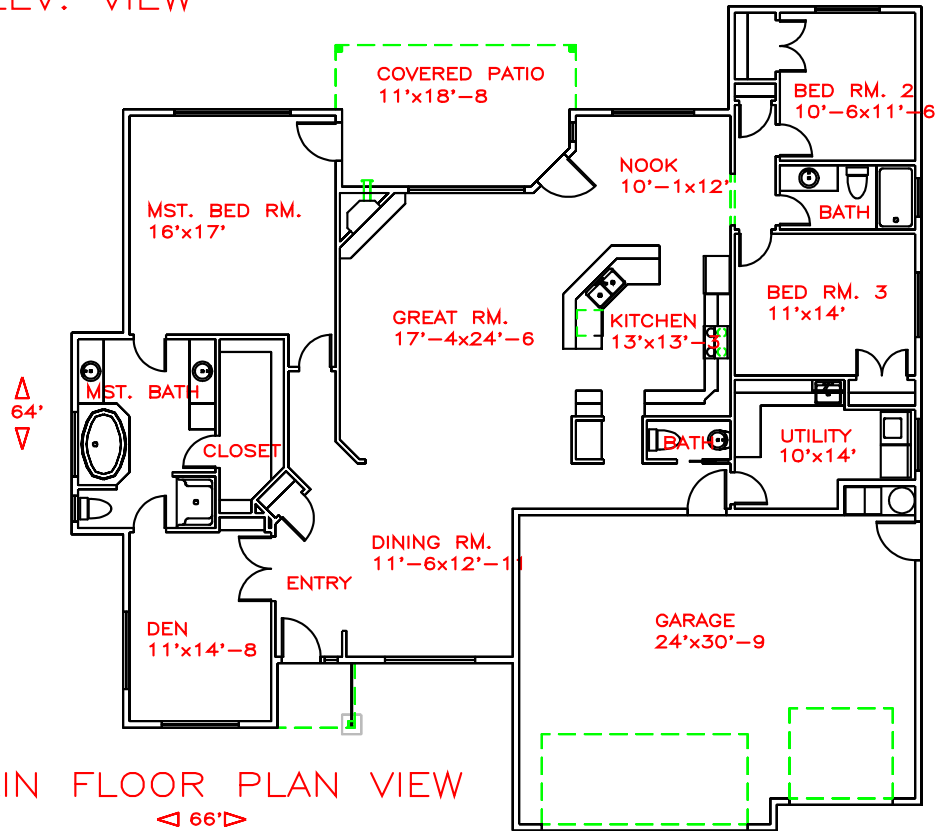 LEV. VIEW
COVERED PATIO
11'x18'-8
BED RM. 2
10'-6x11'-6
NOOK
10'-1x12'
MST. BED RM.
16'x17'
BATH
BED RM. 3
11'x14'
GREAT RM.
17'-4x24'-6
KITCHEN
13'x13'-3
64'
MST. BATH
CLOSET
BATH
UTILITY
10'x14'
DINING RM.
11'-6x12'-11
ENTRY
DEN
11'x14'-8
GARAGE
24'x30'-9
IN FLOOR PLAN VIEW
66'